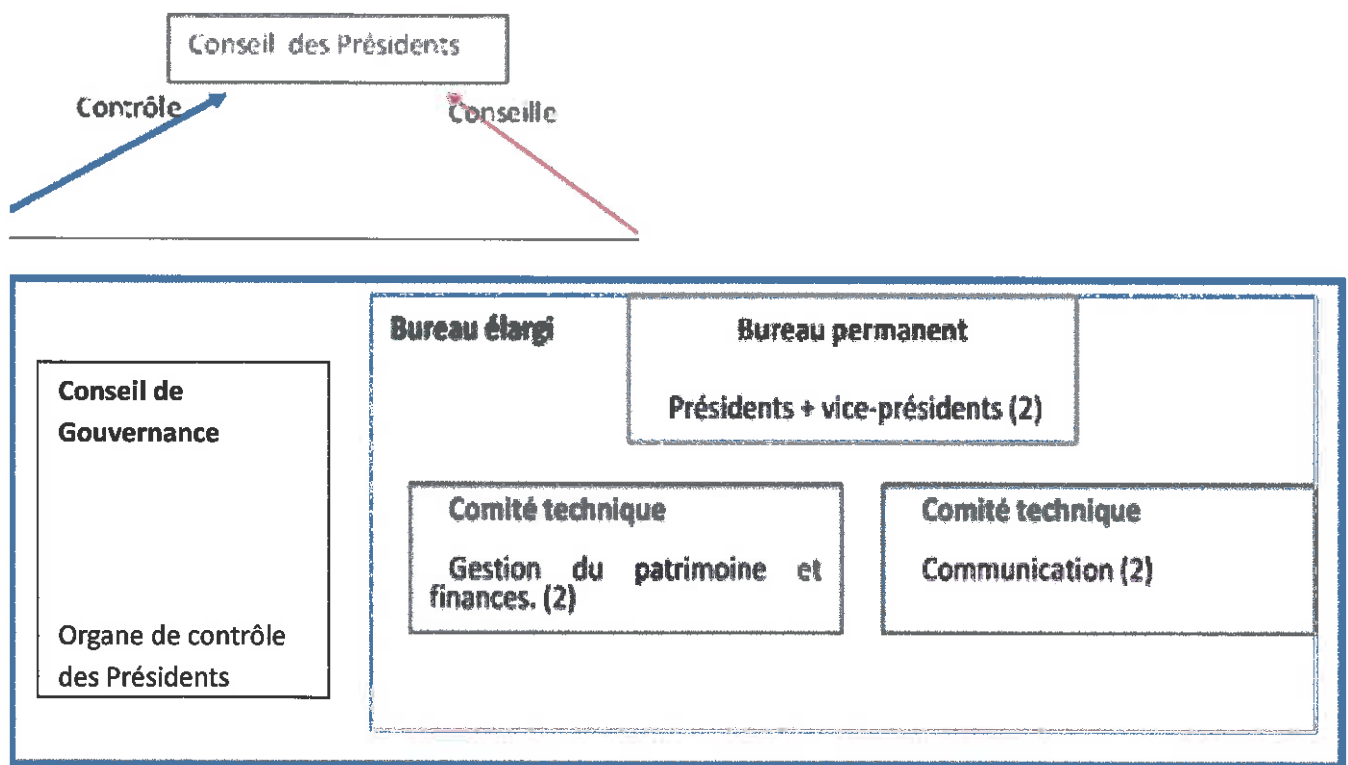 Conseil des Présidents
Contrôle
Conseille
Bureau élargi
Bureau permanent
Présidents + vice-présidents (2)
Conseil de
Gouvernance
Organe de contrôle
des Présidents
Comité technique
Gestion du patrimoine et
finances. (2)
Comité technique
Communication (2)